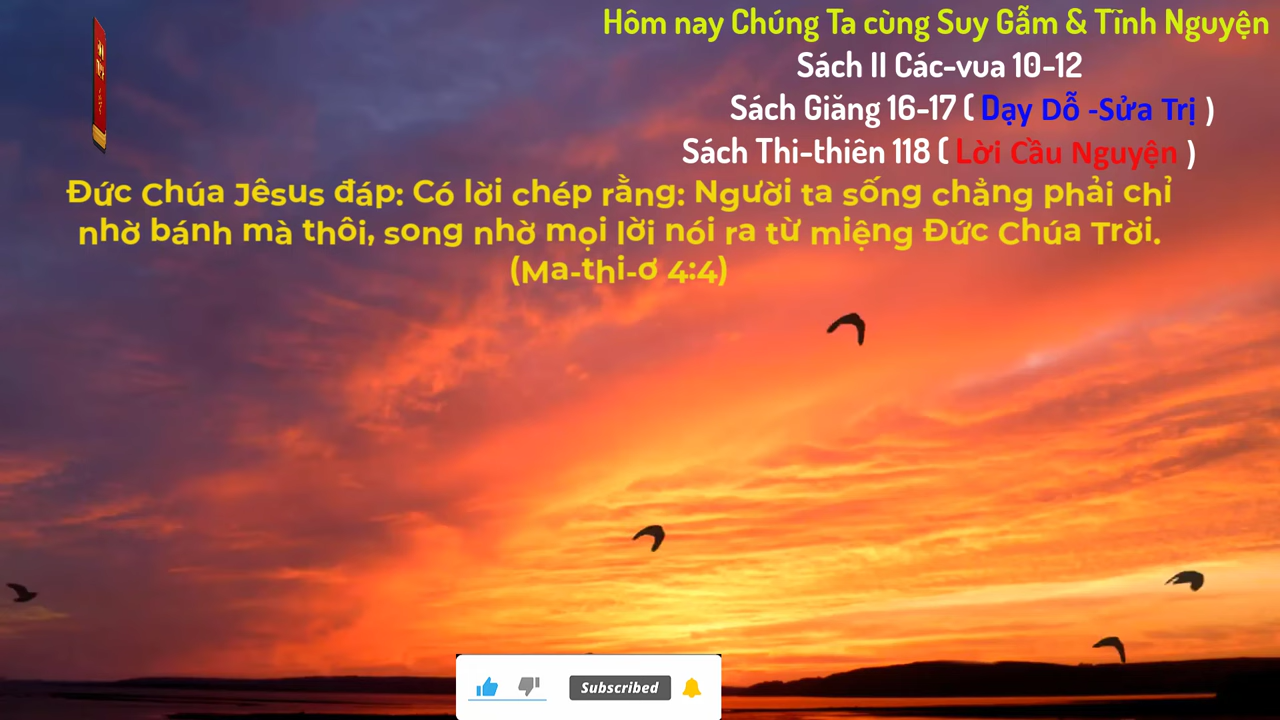 Hôm nay Chúng Ta cùng Suy Gẫm & Tĩnh Nguyện
Sách II Các-vua 10-12
Sách Giăng 16-17 ( Dạy Dỗ -Sửa Trị )
Sách Thi-thiên 118 ( Lời Cầu Nguyện )
Đức Chúa Jêsus đáp: Có lời chép rằng: Người ta sống chẳng phải chỉ
nhờ bánh mà thôi, song nhờ mọi lời nói ra từ miệng Đức Chúa Trời.
(Ma-thi-ơ 4:4)
Subscribed